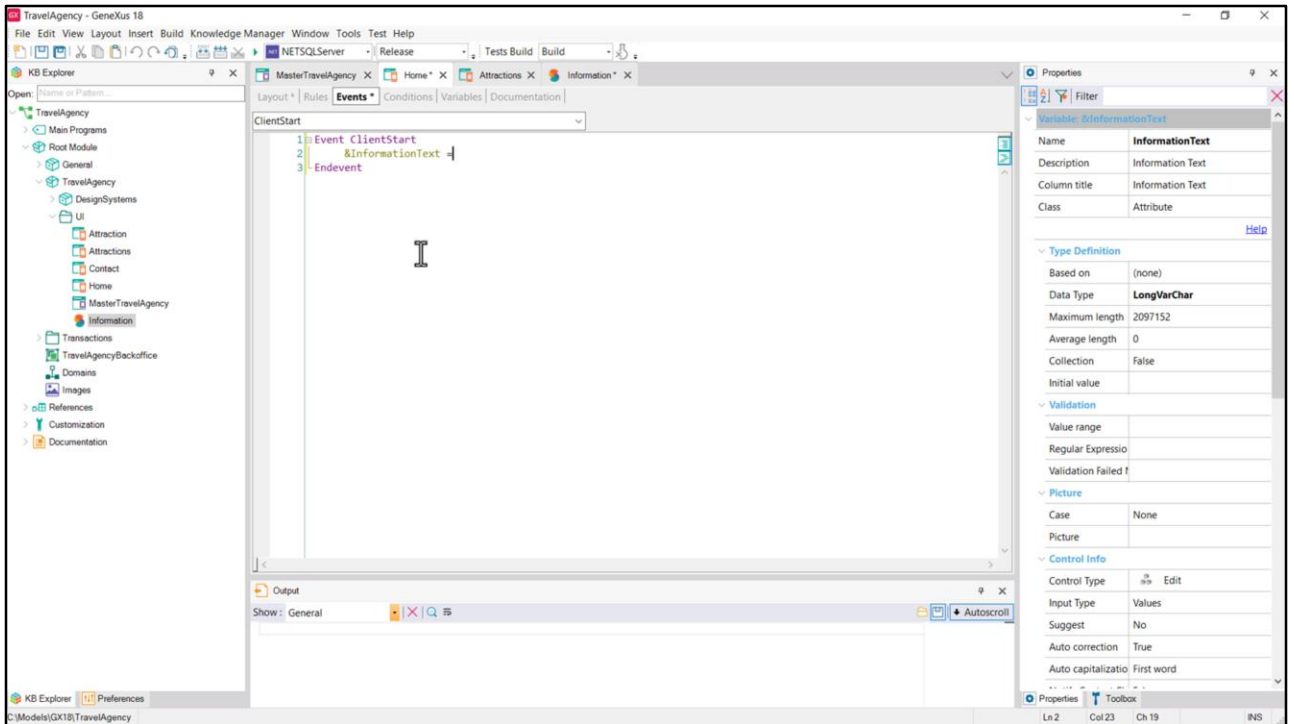 TravelAgency - GeneXus 18
File Edit View Layout Insert Build Knowledge Manager Window Tools Test Help
NETSQLServer Release Tests Build Build
KB Explorer
Open: Name or Pattern...
TravelAgency
Main Programs
Root Module
General
TravelAgency
DesignSystems
UI
Attraction
Attractions
Contact
Home
MasterTravelAgency
Information
Transactions
TravelAgencyBackoffice
Domains
Images
References
Customization
Documentation
KB Explorer Preferences
MasterTravelAgency X Home * X Attractions X Information * X
Layout * Rules Events * Conditions Variables Documentation
ClientStart
1 Event ClientStart
2 &InformationText =
3 Endevent
Output
Show: General Autoscroll
Properties
Filter
Variable: &InformationText
Name InformationText
Description Information Text
Column title Information Text
Class Attribute
Help
Type Definition
Based on (none)
Data Type LongVarChar
Maximum length 2097152
Average length 0
Collection False
Initial value
Validation
Value range
Regular Expressio
Validation Failed
Picture
Case None
Picture
Control Info
Control Type Edit
Input Type Values
Suggest No
Auto correction True
Auto capitalizatio First word
Properties Toolbox
C:\Models\GX18\TravelAgency Ln 2 Col 23 Ch 19 INS